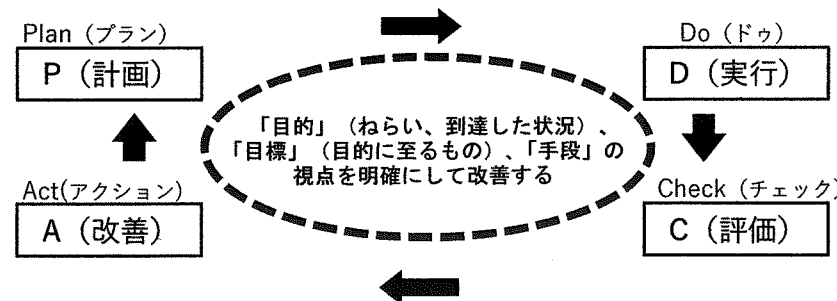 Plan（プラン）
P（計画）
Do（ドゥ）
D（実行）
「目的」（ねらい、到達した状況）、
「目標」（目的に至るもの）、「手段」の
視点を明確にして改善する
Act(アクション）
A（改善）
Check（チェック）
C（評価）